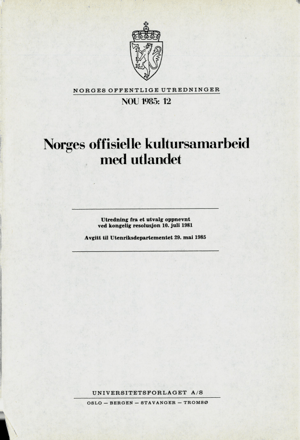 NORGES OFFENTLIGE UTREDNINGER
NOU 1985: 12
Norges offisielle kultursamarbeid
med utlandet
Utredning fra et utvalg oppnevnt
ved kongelig resolusjon 10. juli 1981
Avgitt til Utenriksdepartementet 29. mai 1985
UNIVERSITETSFORLAGET A/S
OSLO – BERGEN – STAVANGER – TROMSØ